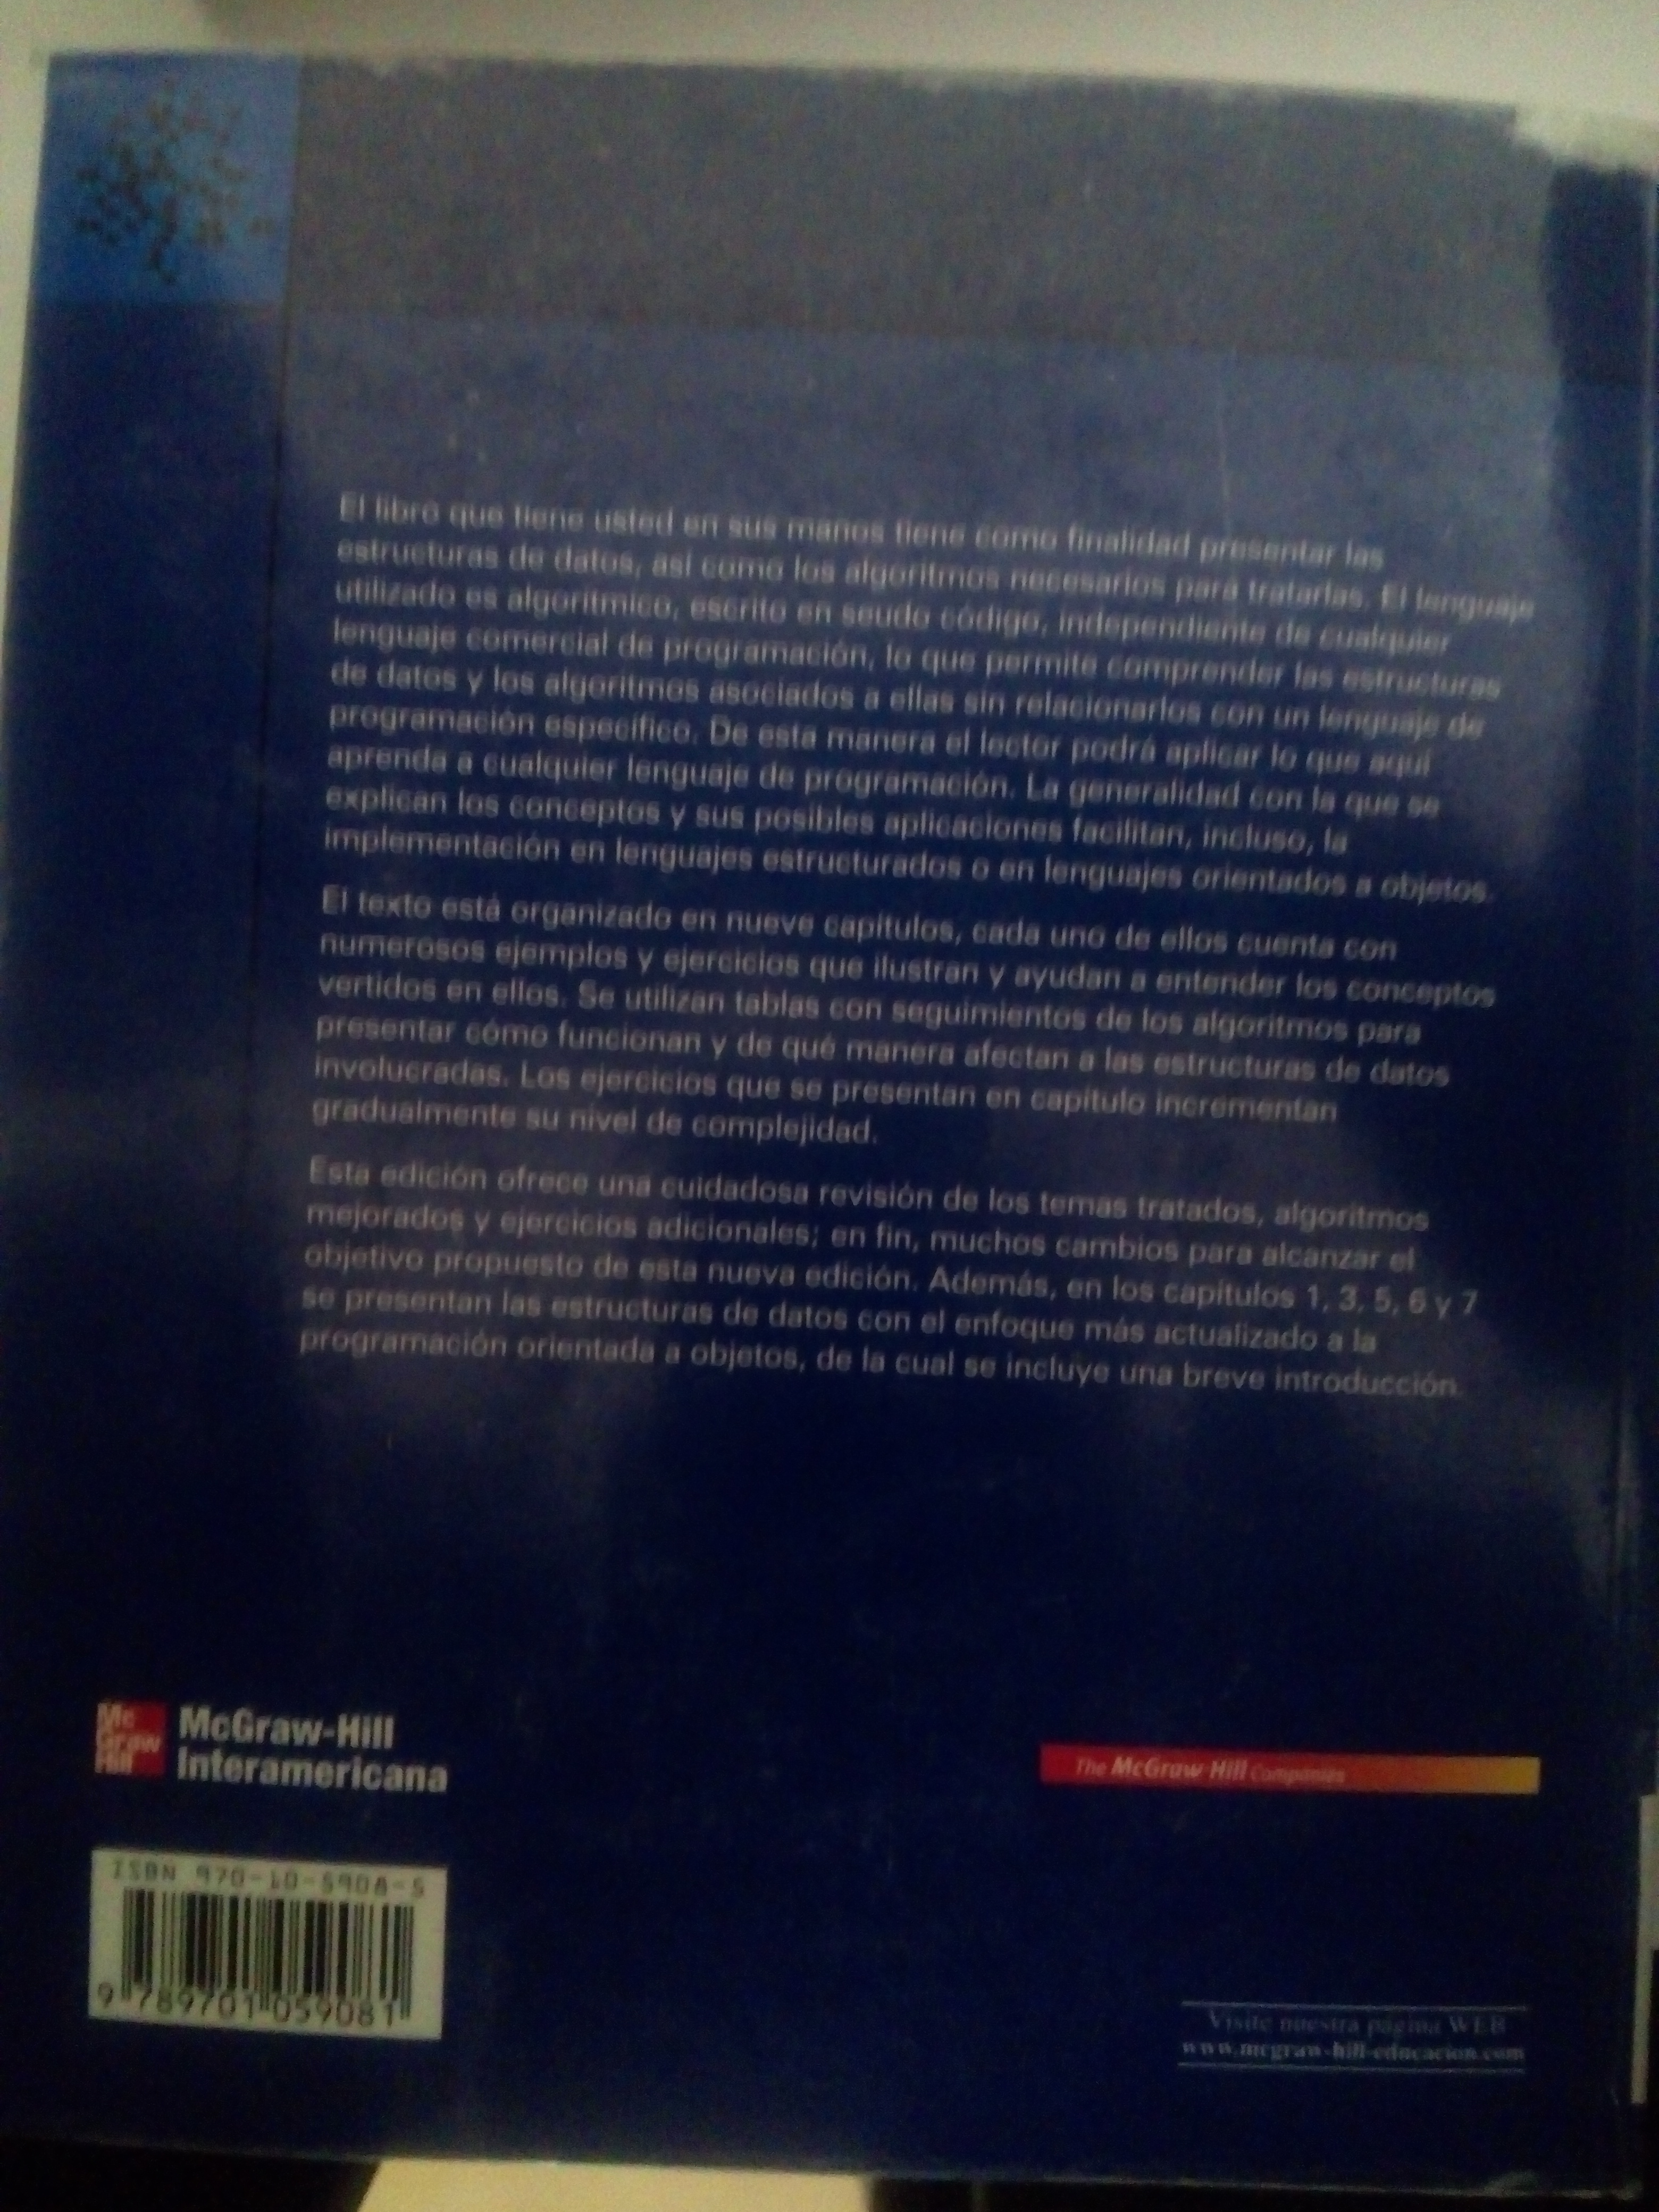 El libro que tiene usted en sus manos tiene como finalidad presentar las
estructuras de datos, así como los algoritmos necesarios para tratarlas. El lenguaje
utilizado es algorítmico, escrito en seudo código, independiente de cualquier
lenguaje comercial de programación, lo que permite comprender las estructuras
de datos y los algoritmos asociados a ellas sin relacionarlos con un lenguaje de
programación específico. De esta manera el lector podrá aplicar lo que aquí
aprenda a cualquier lenguaje de programación. La generalidad con la que se
explican los conceptos y sus posibles aplicaciones facilitan, incluso, la
implementación en lenguajes estructurados o en lenguajes orientados a objetos.
El texto está organizado en nueve capítulos, cada uno de ellos cuenta con
numerosos ejemplos y ejercicios que ilustran y ayudan a entender los conceptos
vertidos en ellos. Se utilizan tablas con seguimientos de los algoritmos para
presentar cómo funcionan y de qué manera afectan a las estructuras de datos
involucradas. Los ejercicios que se presentan en capítulo incrementan
gradualmente su nivel de complejidad.
Esta edición ofrece una cuidadosa revisión de los temas tratados, algoritmos
mejorados y ejercicios adicionales; en fin, muchos cambios para alcanzar el
objetivo propuesto de esta nueva edición. Además, en los capítulos 1, 3, 5, 6 y 7
se presentan las estructuras de datos con el enfoque más actualizado a la
programación orientada a objetos, de la cual se incluye una breve introducción.
Mc
Graw
Hill
McGraw-Hill
Interamericana
The McGraw-Hill Companies
ISBN 970-10-5908-5
9 789701 059081
Visite nuestra página WEB
www.mcgraw-hill-educacion.com